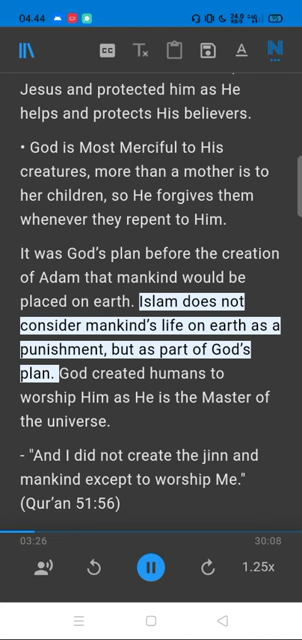 04.44
Jesus and protected him as He
helps and protects His believers.
• God is Most Merciful to His
creatures, more than a mother is to
her children, so He forgives them
whenever they repent to Him.
It was God’s plan before the creation
of Adam that mankind would be
placed on earth. Islam does not
consider mankind’s life on earth as a
punishment, but as part of God’s
plan. God created humans to
worship Him as He is the Master of
the universe.
- "And I did not create the jinn and
mankind except to worship Me."
(Qur’an 51:56)
03:26
30:08
1.25x